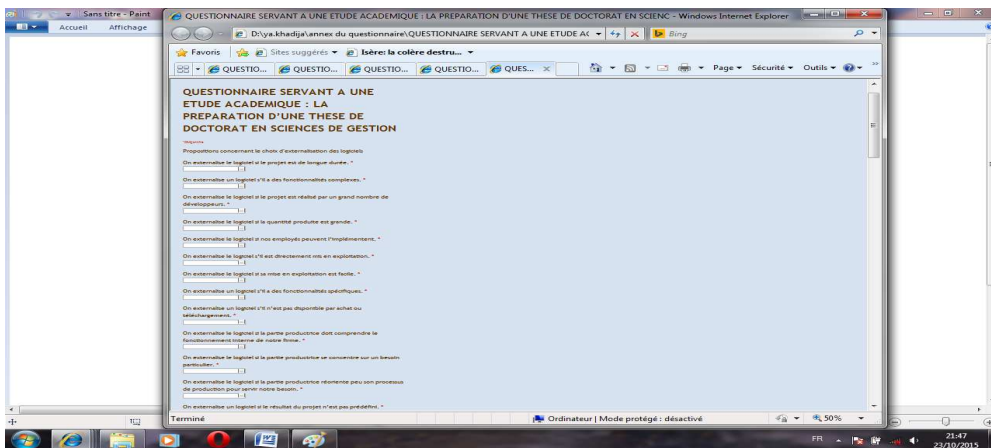 Sans titre - Paint
QUESTIONNAIRE SERVANT A UNE ETUDE ACADEMIQUE : LA PREPARATION D'UNE THESE DE DOCTORAT EN SCIENC - Windows Internet Explorer
Accueil Affichage
D:\ya.khadija\annex du questionnaire\QUESTIONNAIRE SERVANT A UNE ETUDE AC
Bing
Favoris Sites suggérés Isère: la colère destru...
QUESTIO... QUESTIO... QUESTIO... QUESTIO... QUES... Page Sécurité Outils
QUESTIONNAIRE SERVANT A UNE
ETUDE ACADEMIQUE : LA
PREPARATION D'UNE THESE DE
DOCTORAT EN SCIENCES DE GESTION
Propositions concernant le choix d'externalisation des logiciels
On externalise le logiciel si le projet est de longue durée. *
On externalise un logiciel s'il a des fonctionnalités complexes. *
On externalise le logiciel si le projet est réalisé par un grand nombre de
développeurs. *
On externalise le logiciel si la quantité produite est grande. *
On externalise le logiciel si nos employés peuvent l'implémenter. *
On externalise le logiciel s'il est directement mis en exploitation. *
On externalise le logiciel si sa mise en exploitation est facile. *
On externalise un logiciel s'il a des fonctionnalités spécifiques. *
On externalise un logiciel s'il n'est pas disponible par achat ou
téléchargement. *
On externalise le logiciel si la partie productrice doit comprendre le
fonctionnement interne de notre firme. *
On externalise le logiciel si la partie productrice se concentre sur un besoin
particulier. *
On externalise le logiciel si la partie productrice réoriente peu son processus
de production pour servir notre besoin. *
On externalise un logiciel si le résultat du projet n'est pas prédéfini. *
Terminé Ordinateur | Mode protégé : désactivé 50%
FR 21:47
23/10/2015